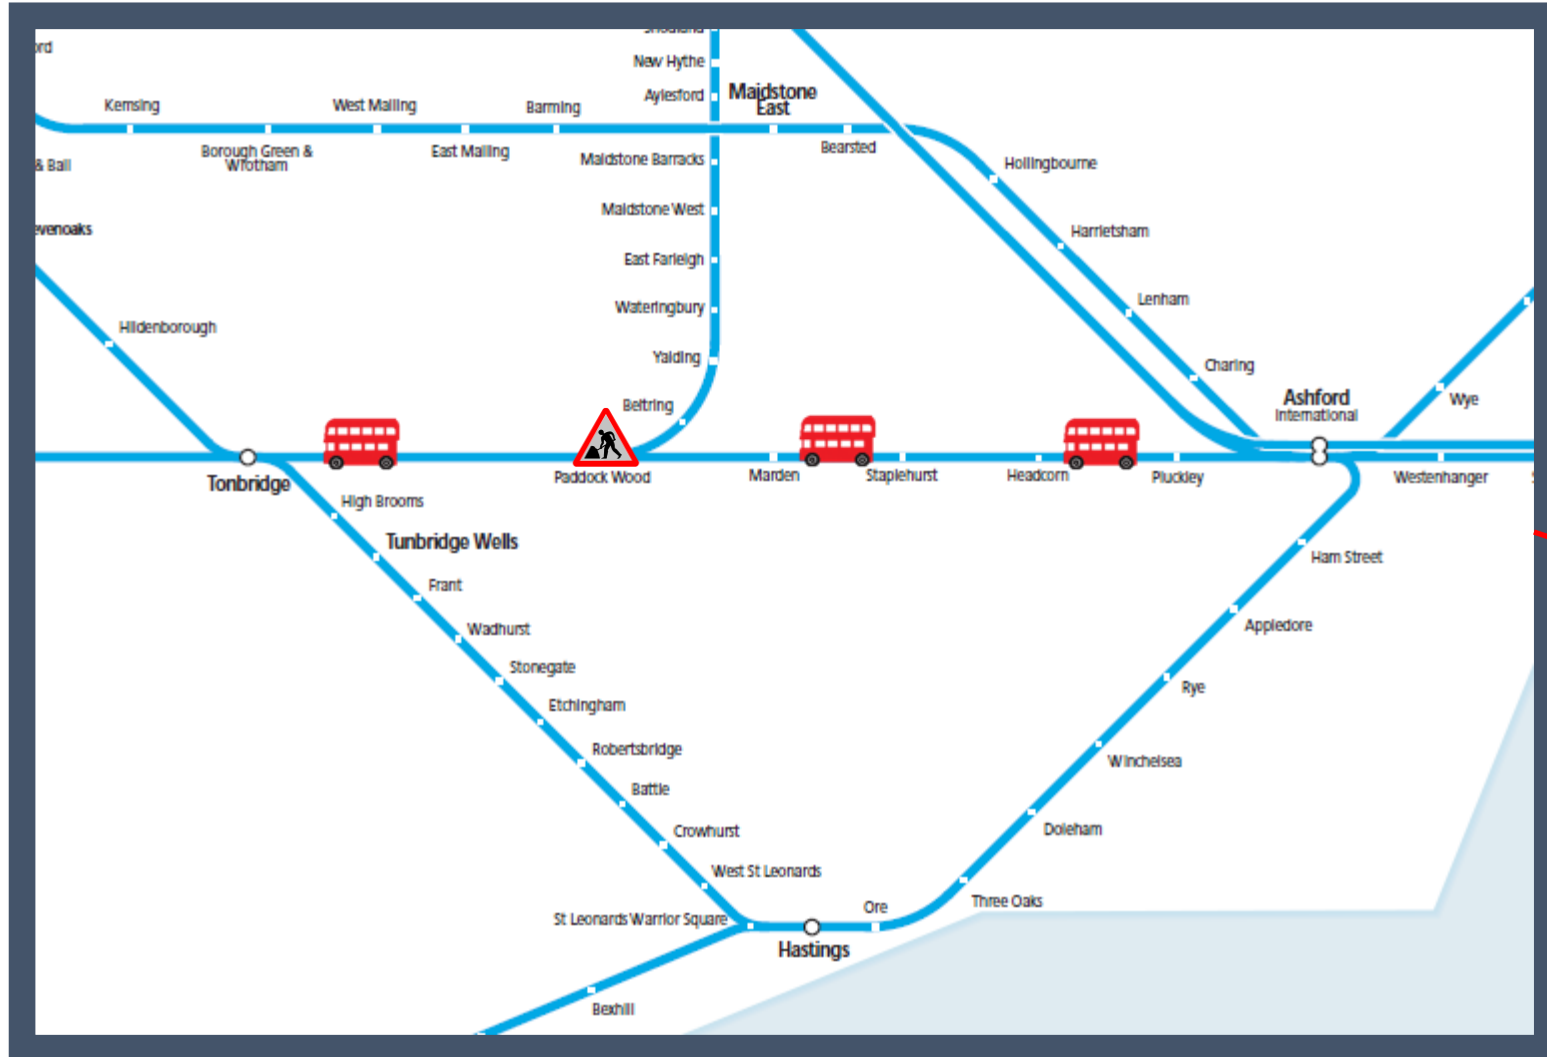 New Hythe
Aylesford
Maidstone
East
Kemsing
West Malling
Barming
Borough Green &
Wrotham
East Malling
Maidstone Barracks
Bearsted
& Ball
Hollingbourne
Maidstone West
evenoaks
Harrietsham
East Farleigh
Lenham
Wateringbury
Hildenborough
Yalding
Charing
Beltring
Ashford
International
Wye
Tonbridge
Paddock Wood
Marden
Staplehurst
Headcorn
Pluckley
Westenhanger
High Brooms
Tunbridge Wells
Ham Street
Frant
Appledore
Wadhurst
Stonegate
Rye
Etchingham
Robertsbridge
Winchelsea
Battle
Crowhurst
Doleham
West St Leonards
Three Oaks
Ore
St Leonards Warrior Square
Hastings
Bexhill